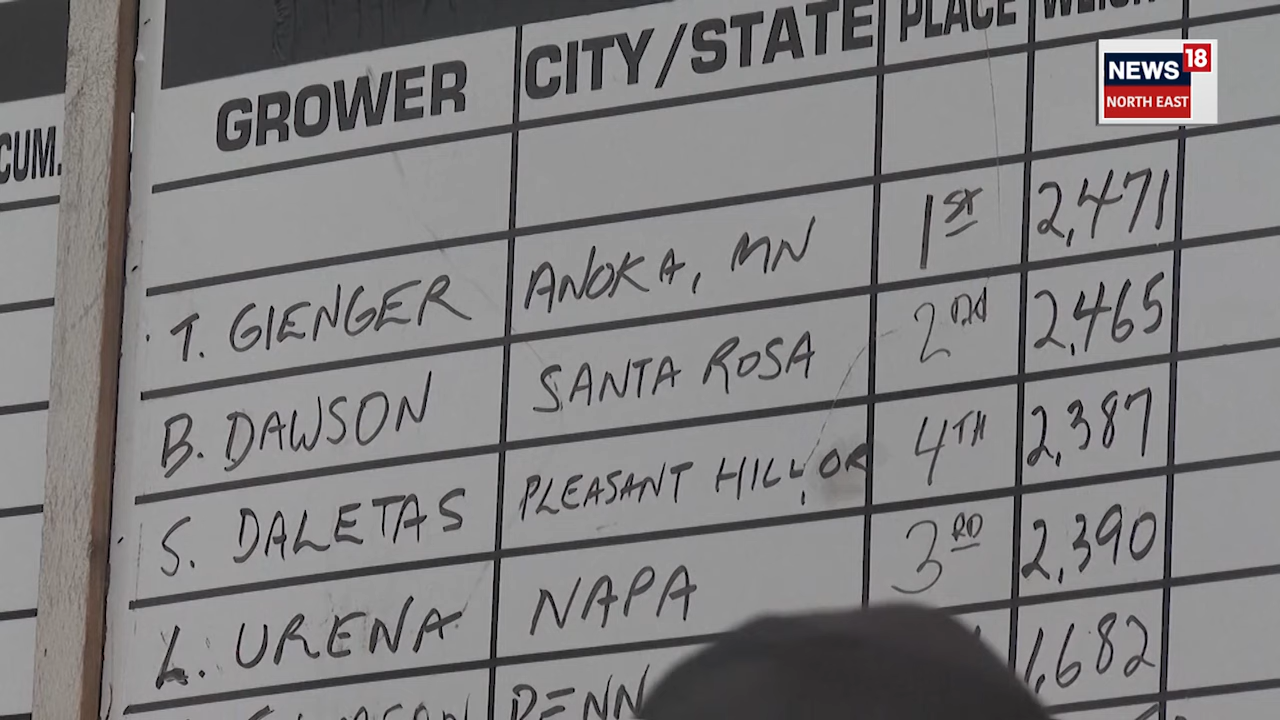 NEWS 18
NORTH EAST
CUM.
GROWER CITY/STATE PLACE
T. GIENGER ANOKA, MN 1ST 2,471
B. DAWSON SANTA ROSA 2ND 2,465
S. DALETAS PLEASANT HILL, OR 4TH 2,387
L. URENA NAPA 3RD 2,390
1,682